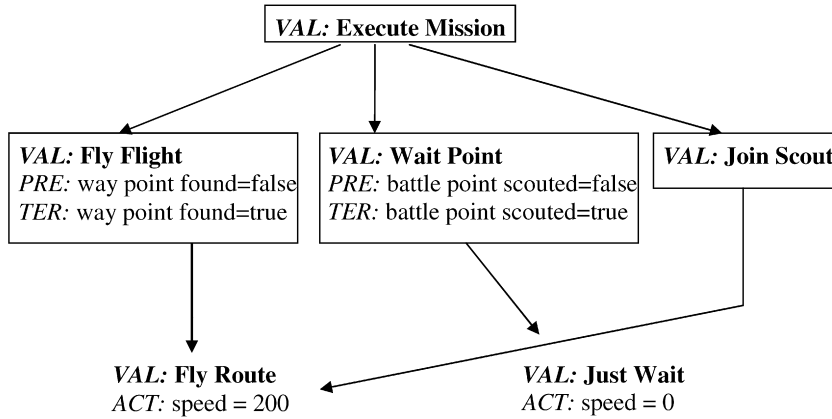 VAL: Execute Mission
VAL: Fly Flight
PRE: way point found=false
TER: way point found=true
VAL: Wait Point
PRE: battle point scouted=false
TER: battle point scouted=true
VAL: Join Scout
VAL: Fly Route
ACT: speed = 200
VAL: Just Wait
ACT: speed = 0